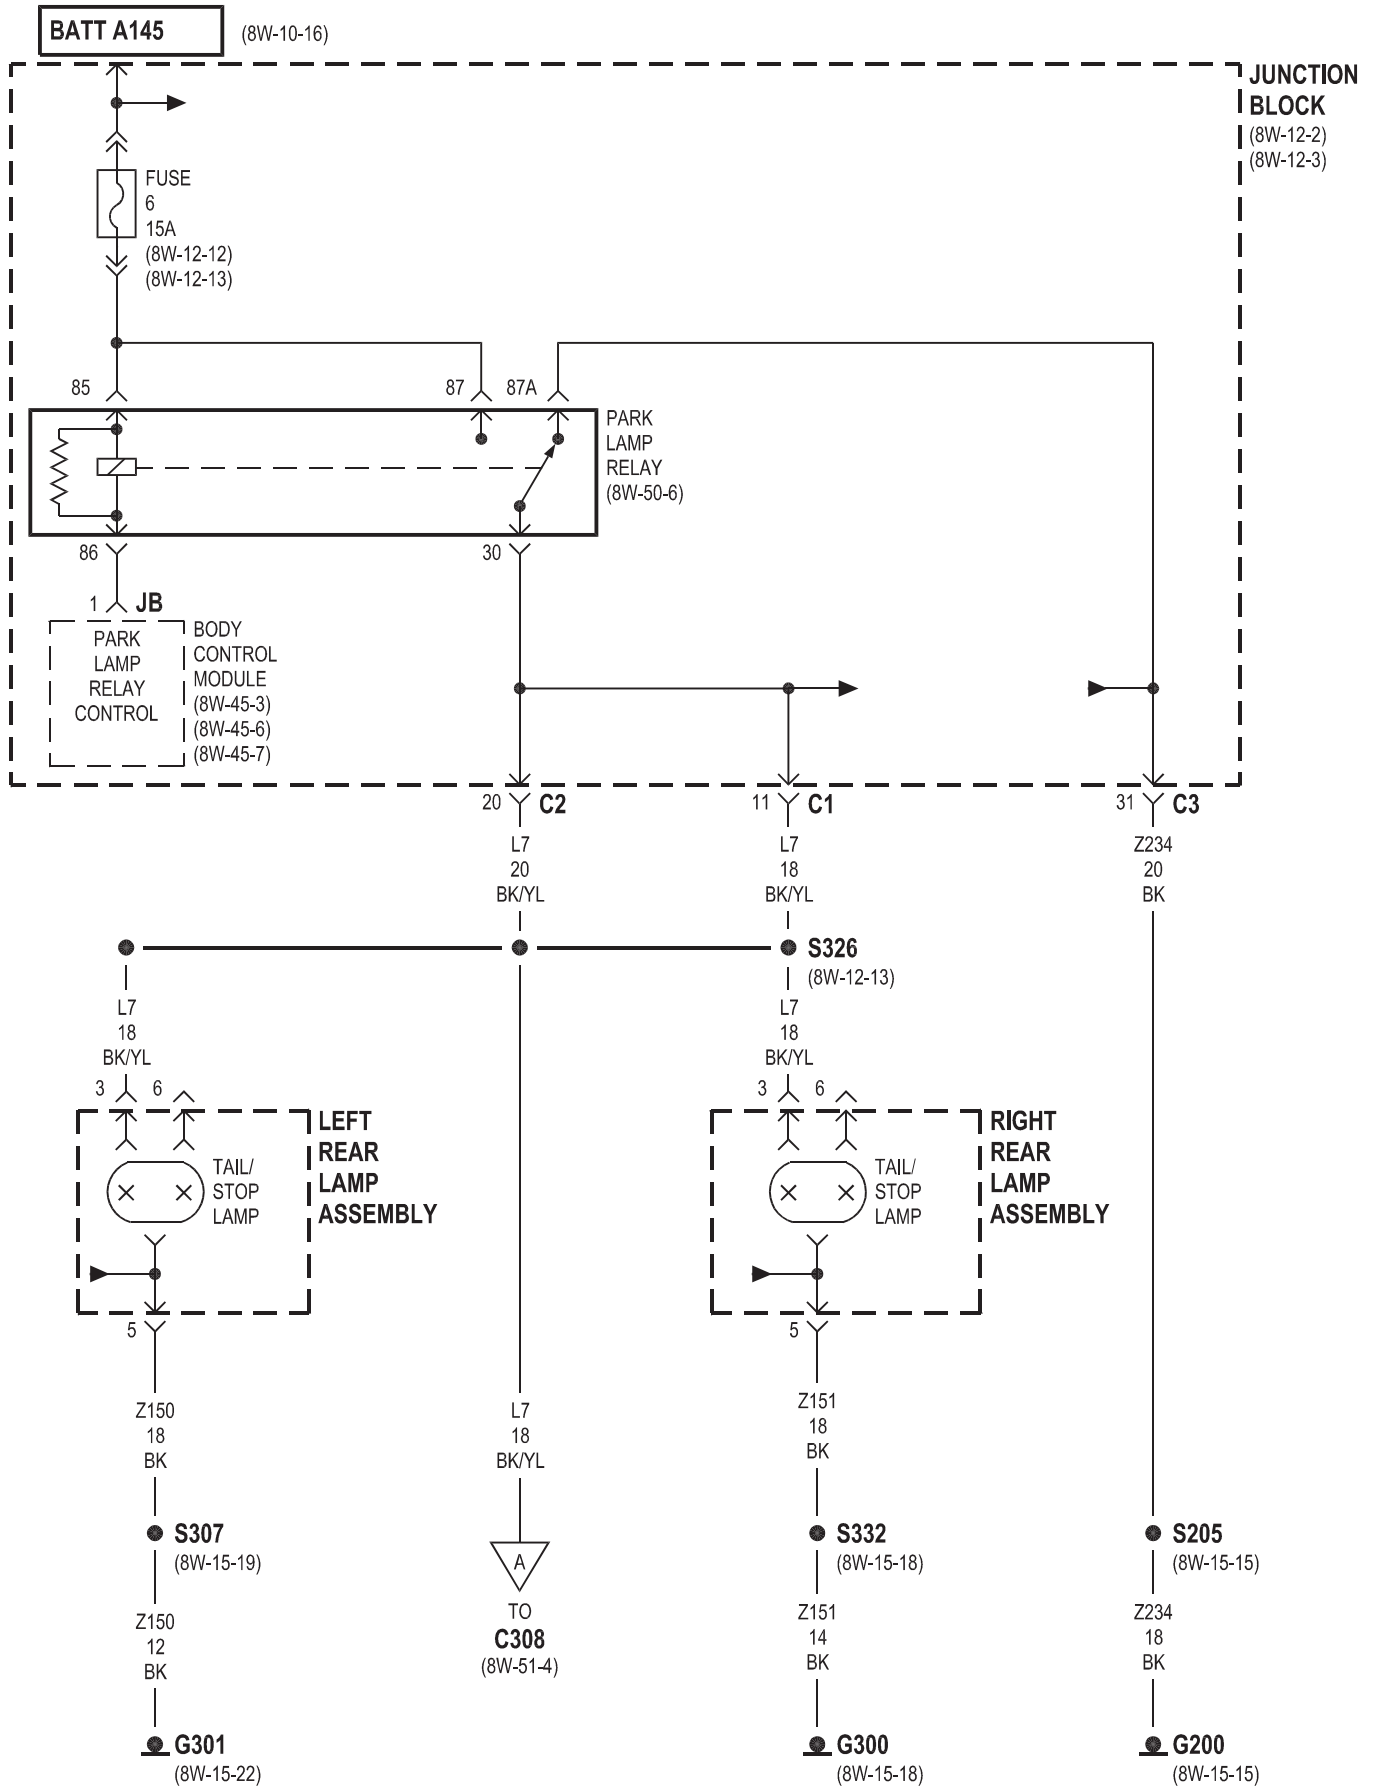 BATT A145
(8W-10-16)
JUNCTION
BLOCK
(8W-12-2)
(8W-12-3)
FUSE
6
15A
(8W-12-12)
(8W-12-13)
85
87
87A
PARK
LAMP
RELAY
(8W-50-6)
86
30
1
JB
PARK
LAMP
RELAY
CONTROL
BODY
CONTROL
MODULE
(8W-45-3)
(8W-45-6)
(8W-45-7)
20
C2
11
C1
31
C3
L7
20
BK/YL
L7
18
BK/YL
Z234
20
BK
S326
(8W-12-13)
L7
18
BK/YL
L7
18
BK/YL
3
6
3
6
LEFT
REAR
LAMP
ASSEMBLY
TAIL/
STOP
LAMP
RIGHT
REAR
LAMP
ASSEMBLY
TAIL/
STOP
LAMP
5
5
Z150
18
BK
L7
18
BK/YL
Z151
18
BK
S307
(8W-15-19)
A
TO
C308
(8W-51-4)
S332
(8W-15-18)
S205
(8W-15-15)
Z150
12
BK
Z151
14
BK
Z234
18
BK
G301
(8W-15-22)
G300
(8W-15-18)
G200
(8W-15-15)